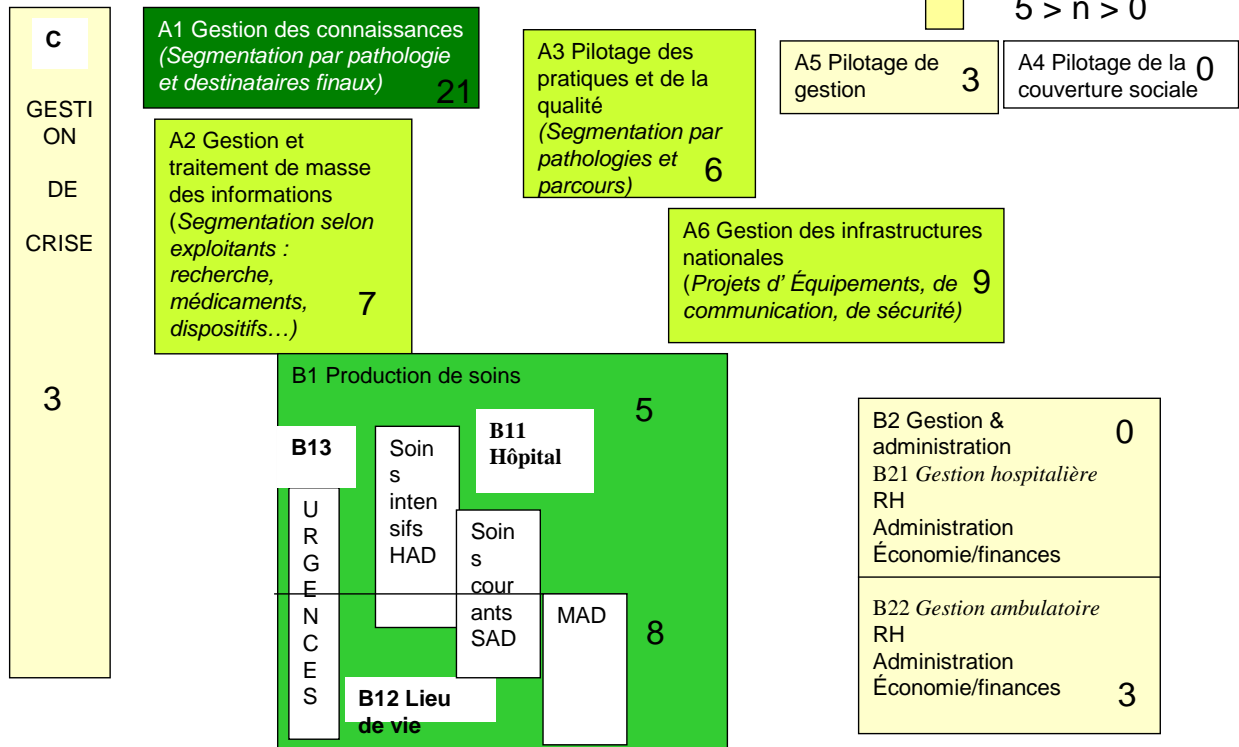 5 > n > 0
C
GESTI
ON
DE
CRISE
3
A1 Gestion des connaissances
(Segmentation par pathologie
et destinataires finaux)
21
A2 Gestion et
traitement de masse
des informations
(Segmentation selon
exploitants :
recherche,
médicaments,
dispositifs…)
7
A3 Pilotage des
pratiques et de la
qualité
(Segmentation par
pathologies et
parcours)
6
A5 Pilotage de
gestion
3
A4 Pilotage de la
couverture sociale
0
A6 Gestion des infrastructures
nationales
(Projets d' Équipements, de
communication, de sécurité)
9
B1 Production de soins
5
B13
U
R
G
E
N
C
E
S
Soin
s
inten
sifs
HAD
B11
Hôpital
Soin
s
cour
ants
SAD
MAD
8
B12 Lieu
de vie
B2 Gestion &
administration
0
B21 Gestion hospitalière
RH
Administration
Économie/finances
B22 Gestion ambulatoire
RH
Administration
Économie/finances
3